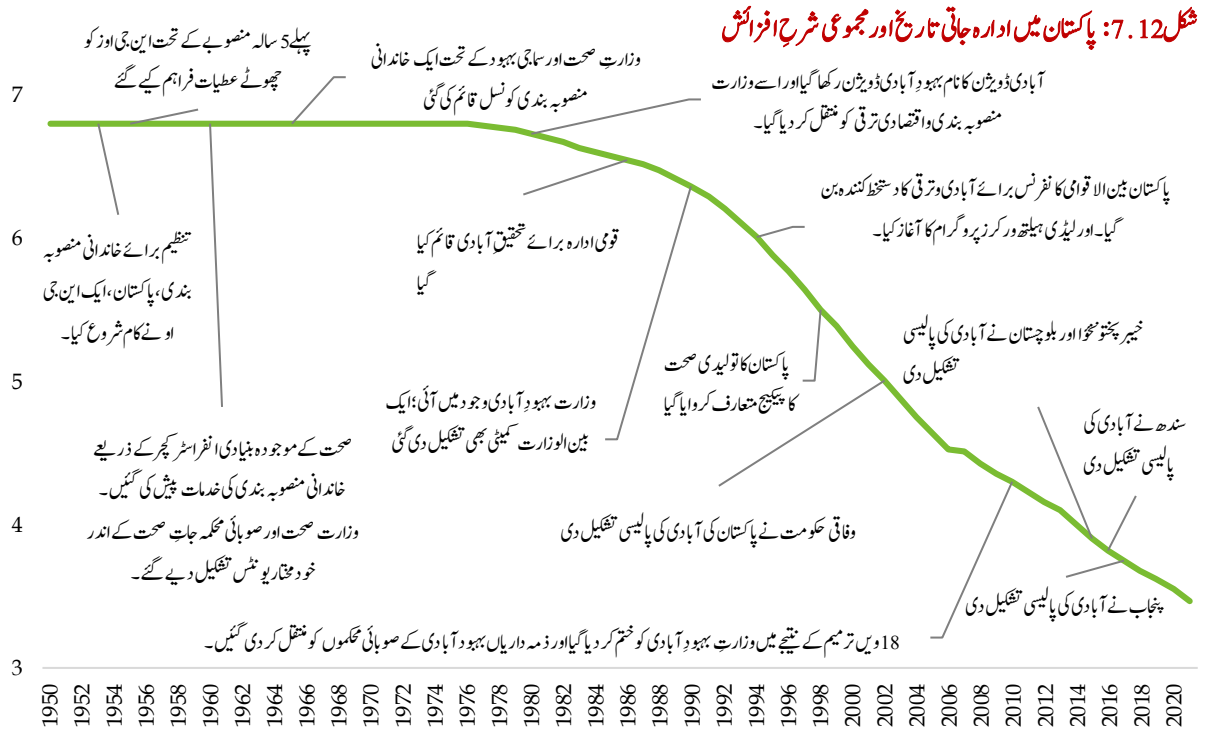 شکل 7.12: پاکستان میں ادارہ جاتی تاریخ اور مجموعی شرحِ افزائش
پہلے 5 سالہ منصوبے کے تحت این جی اوز کو
چھوٹے عطیات فراہم کیے گئے
وزارتِ صحت اور سماجی بہبود کے تحت ایک خاندانی
منصوبہ بندی کونسل قائم کی گئی
آبادی ڈویژن کا نام بہبودِ آبادی ڈویژن رکھا گیا اور اسے وزارت
منصوبہ بندی و اقتصادی ترقی کو منتقل کر دیا گیا۔
پاکستان بین الاقوامی کانفرنس برائے آبادی و ترقی کا دستخط کنندہ بن
گیا۔ اور لیڈی ہیلتھ ورکرز پروگرام کا آغاز کیا۔
تنظیم برائے خاندانی منصوبہ
بندی، پاکستان، ایک این جی
او نے کام شروع کیا۔
قومی ادارہ برائے تحقیقِ آبادی قائم کیا
گیا
خیبر پختونخوا اور بلوچستان نے آبادی کی پالیسی
تشکیل دی
پاکستان کا تولیدی صحت
کا پیکیج متعارف کروایا گیا
وزارت بہبودِ آبادی وجود میں آئی؛ ایک
بین الوزارت کمیٹی بھی تشکیل دی گئی
سندھ نے آبادی کی
پالیسی تشکیل دی
صحت کے موجودہ بنیادی انفراسٹرکچر کے ذریعے
خاندانی منصوبہ بندی کی خدمات پیش کی گئیں۔
وزارت صحت اور صوبائی محکمہ جاتِ صحت کے اندر
خود مختار یونٹس تشکیل دیے گئے۔
وفاقی حکومت نے پاکستان کی آبادی کی پالیسی تشکیل دی
پنجاب نے آبادی کی پالیسی تشکیل دی
18 ویں ترمیم کے نتیجے میں وزارتِ بہبودِ آبادی کو ختم کر دیا گیا اور ذمہ داریاں بہبود آبادی کے صوبائی محکموں کو منتقل کر دی گئیں۔
7
6
5
4
3
1950
1952
1954
1956
1958
1960
1962
1964
1966
1968
1970
1972
1974
1976
1978
1980
1982
1984
1986
1988
1990
1992
1994
1996
1998
2000
2002
2004
2006
2008
2010
2012
2014
2016
2018
2020